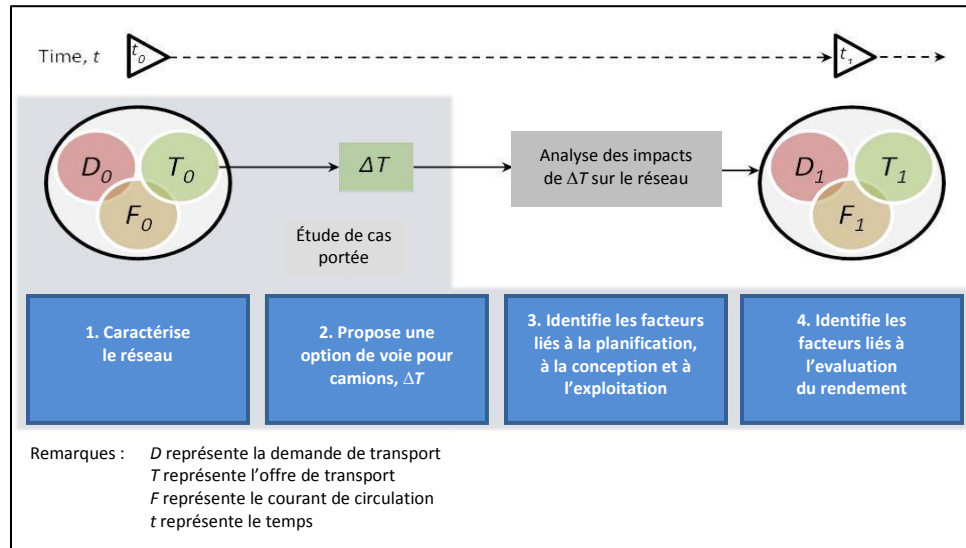 Time, t
t0
t1
D0
T0
F0
ΔT
Analyse des impacts
de ΔT sur le réseau
D1
T1
F1
Étude de cas
portée
1. Caractérise
le réseau
2. Propose une
option de voie pour
camions, ΔT
3. Identifie les facteurs
liés à la planification,
à la conception et à
l’exploitation
4. Identifie les
facteurs liés à
l’evaluation
du rendement
Remarques : D représente la demande de transport
T représente l’offre de transport
F représente le courant de circulation
t représente le temps